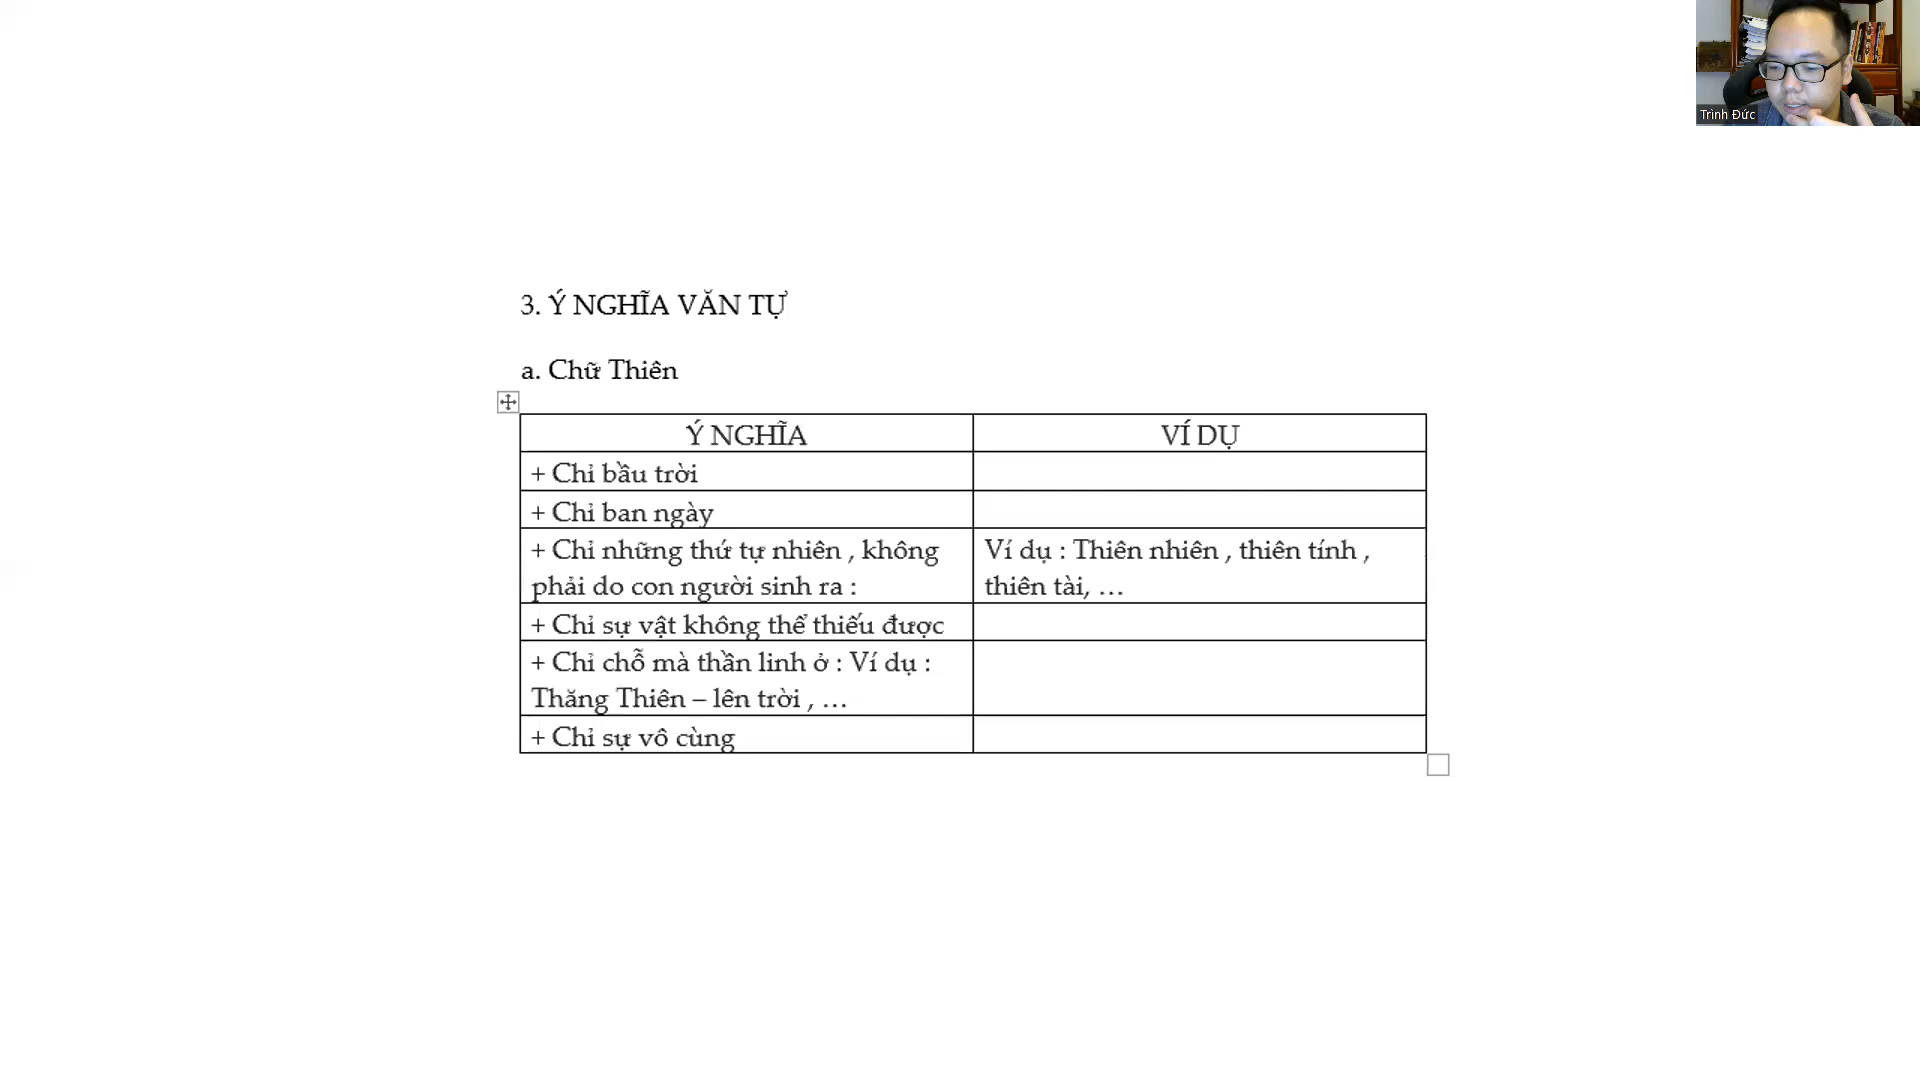 Trình Đức
3. Ý NGHĨA VĂN TỰ
a. Chữ Thiên
Ý NGHĨA
VÍ DỤ
+ Chỉ bầu trời
+ Chỉ ban ngày
+ Chỉ những thứ tự nhiên , không
phải do con người sinh ra :
Ví dụ : Thiên nhiên , thiên tính ,
thiên tài, …
+ Chỉ sự vật không thể thiếu được
+ Chỉ chỗ mà thần linh ở : Ví dụ :
Thăng Thiên – lên trời , …
+ Chỉ sự vô cùng